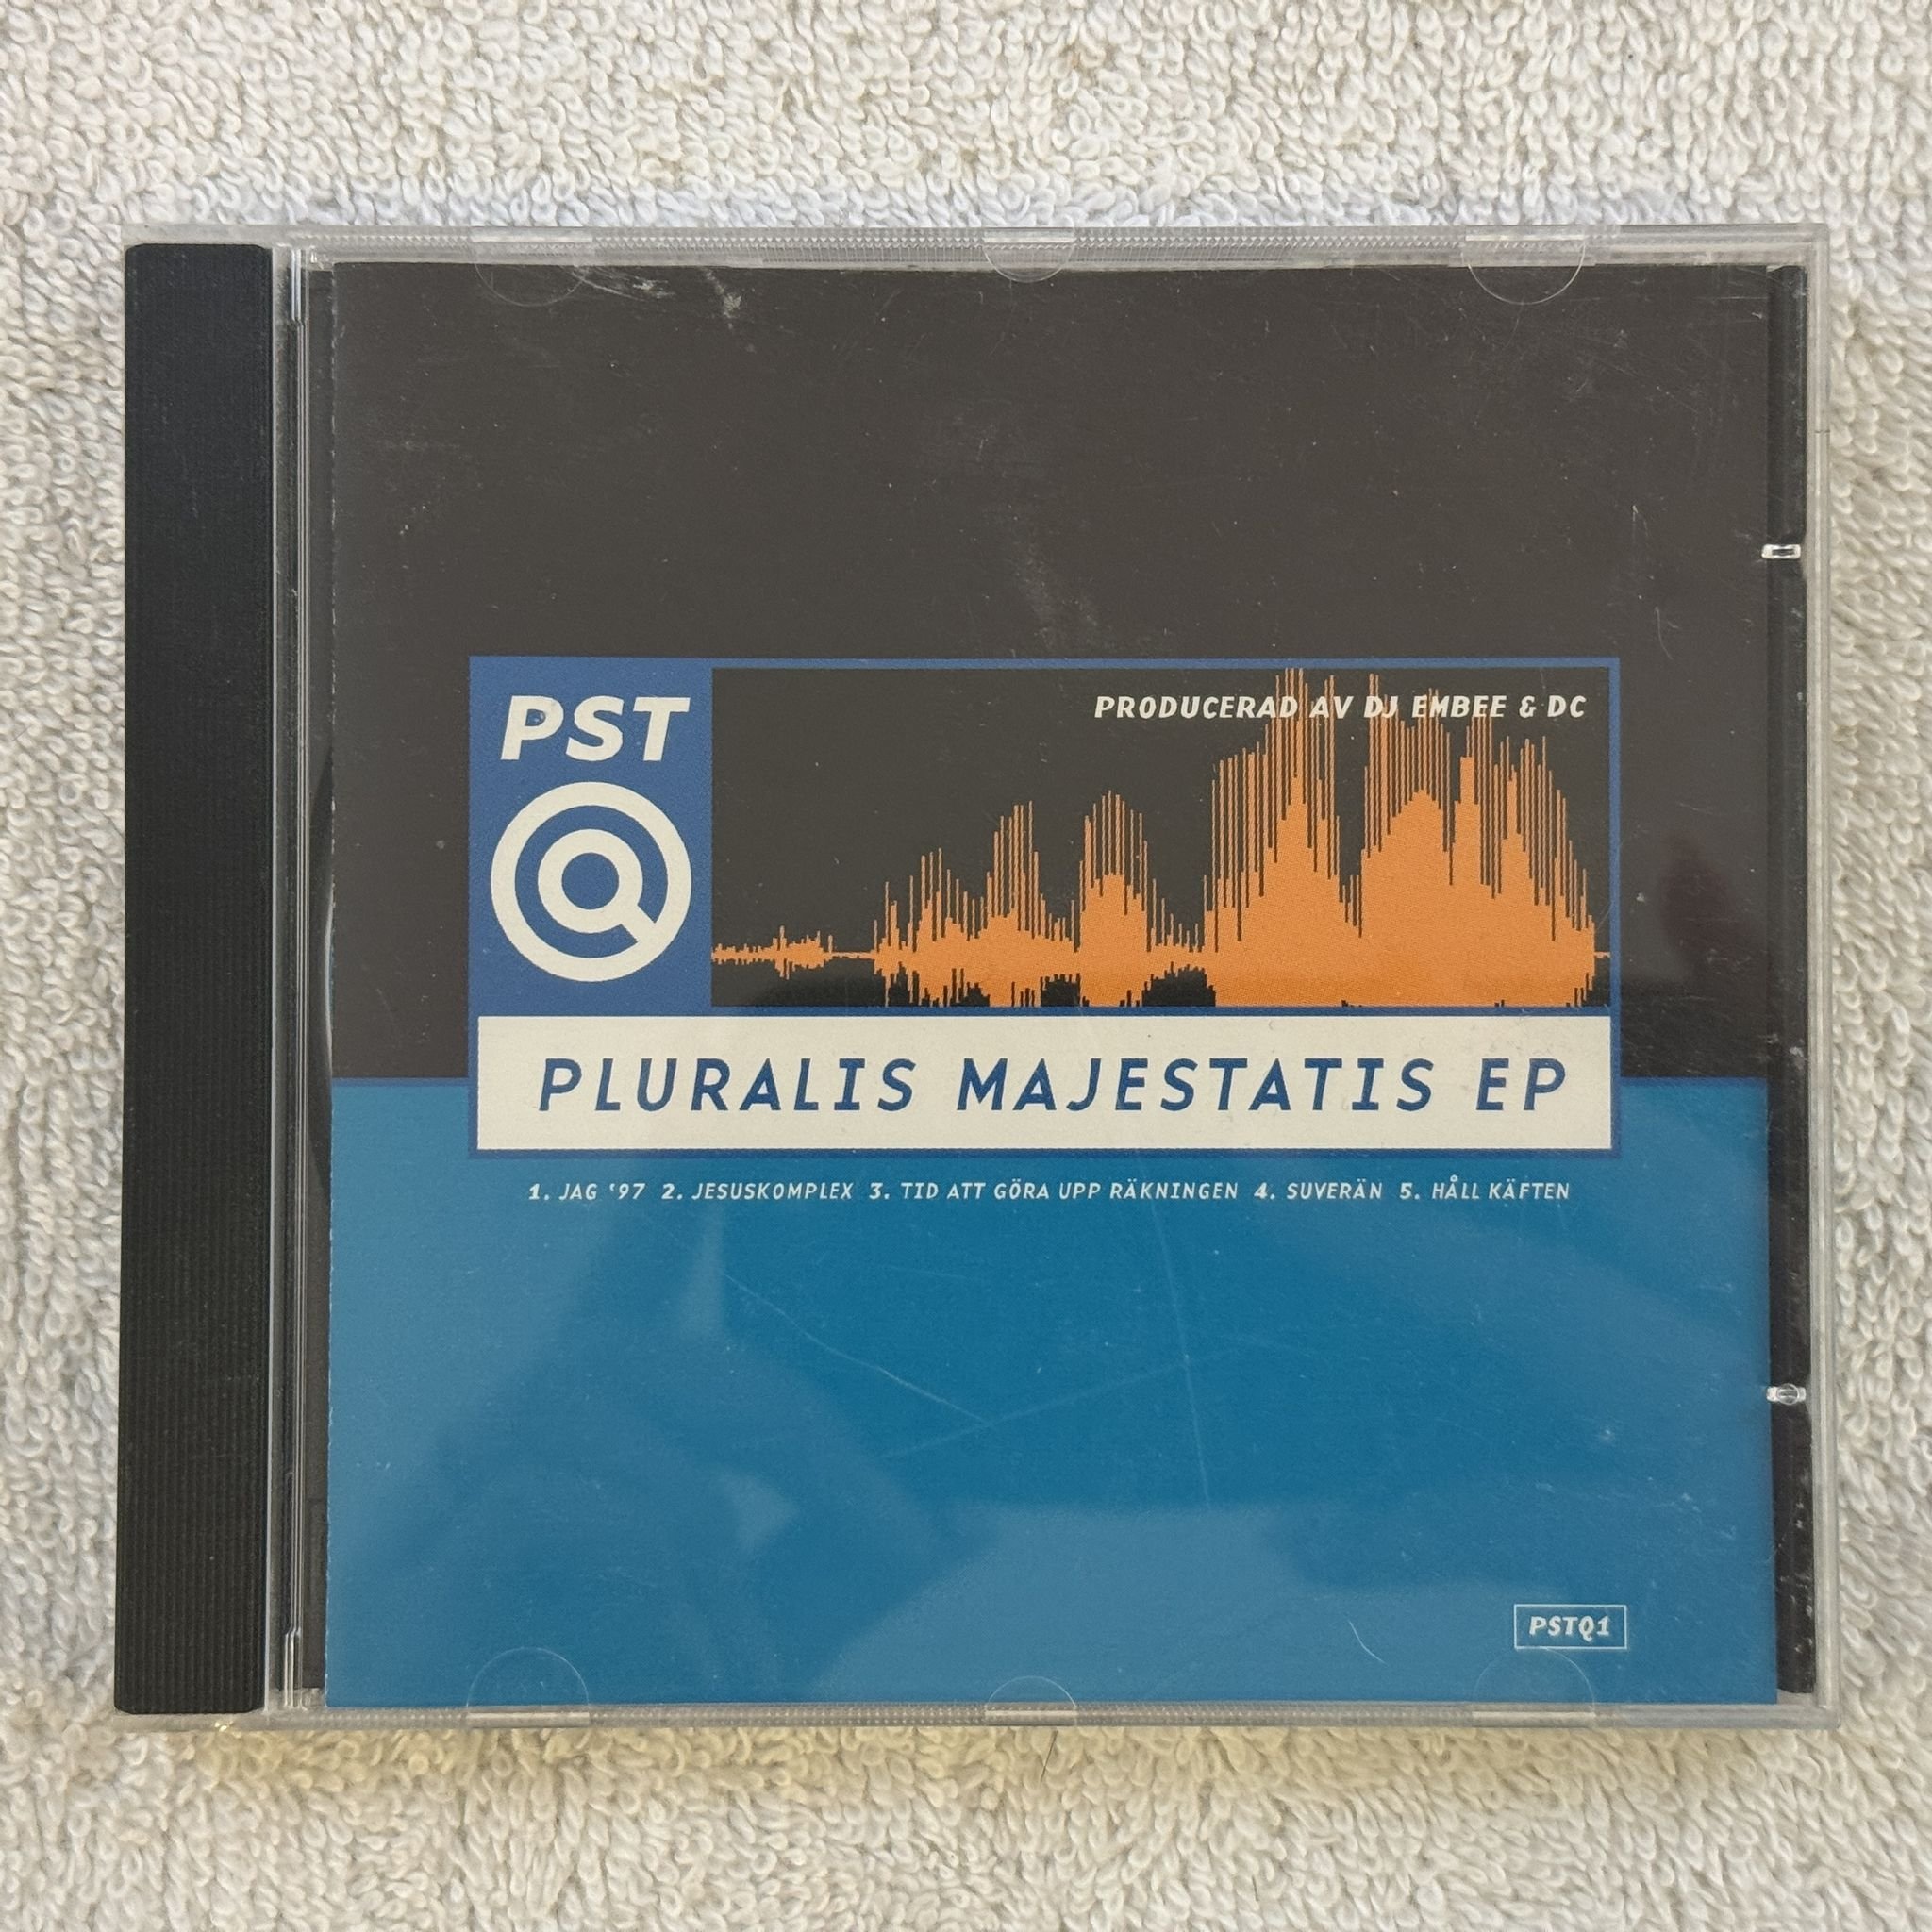 PST
Q
PRODUCERAD AV DJ EMBEE & DC
PLURALIS MAJESTATIS EP
1. JAG '97 2. JESUSKOMPLEX 3. TID ATT GÖRA UPP RÄKNINGEN 4. SUVERÄN 5. HÅLL KÄFTEN
PSTQ1